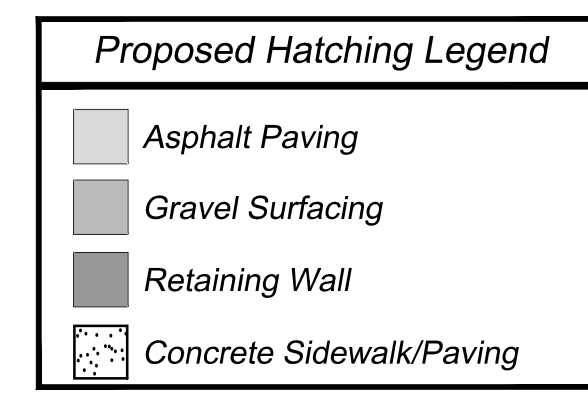 Proposed Hatching Legend
Asphalt Paving
Gravel Surfacing
Retaining Wall
Concrete Sidewalk/Paving